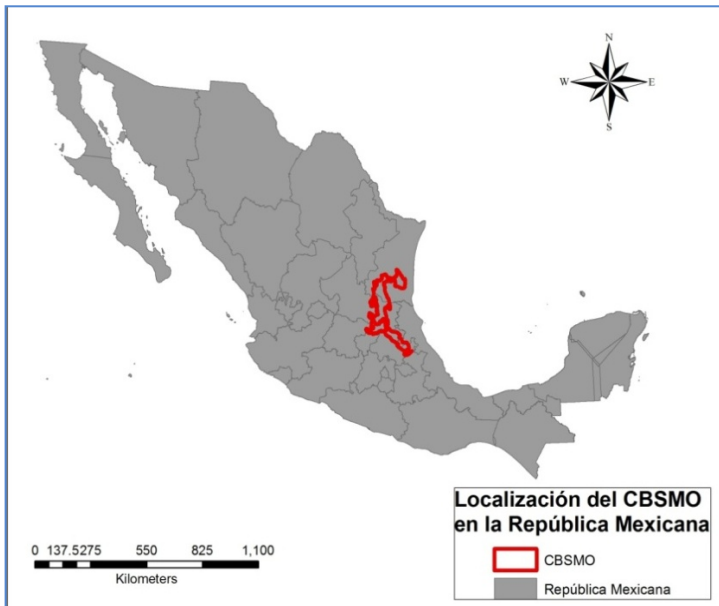 N
W E
S
Localización del CBSMO
en la República Mexicana
CBSMO
República Mexicana
0 137.5275 550 825 1,100
Kilometers